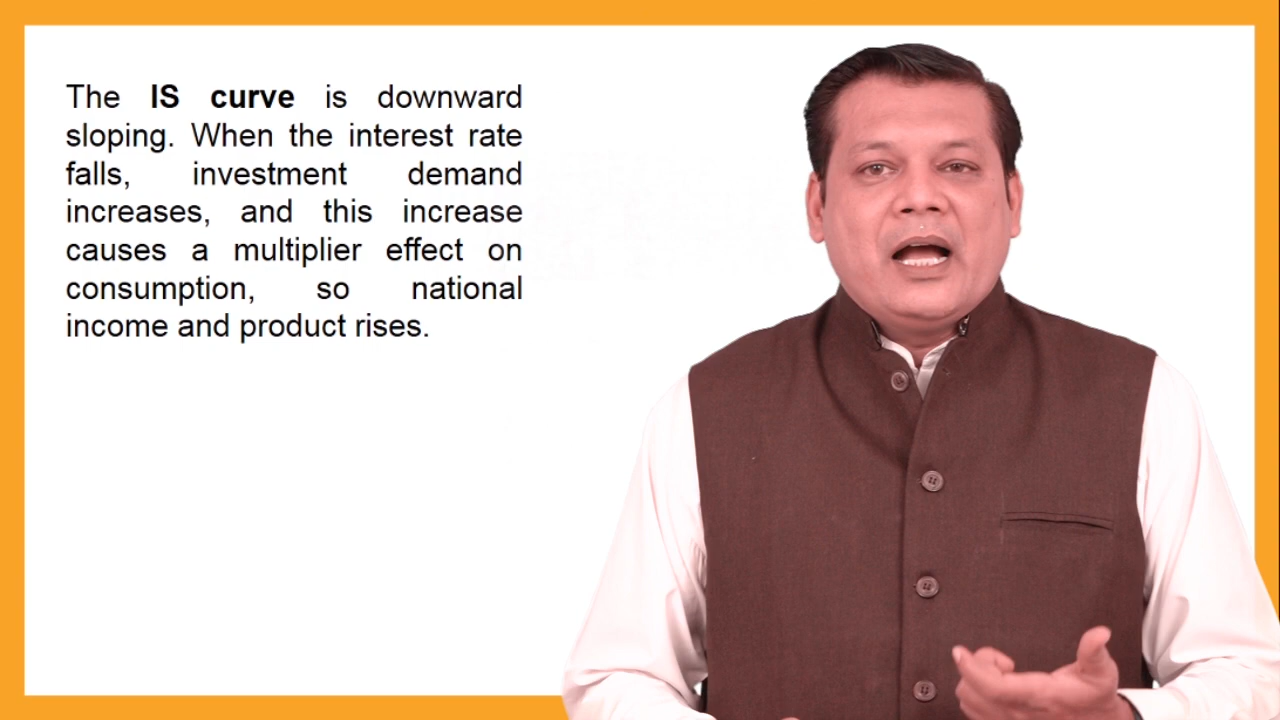 The IS curve is downward
sloping. When the interest rate
falls, investment demand
increases, and this increase
causes a multiplier effect on
consumption, so national
income and product rises.